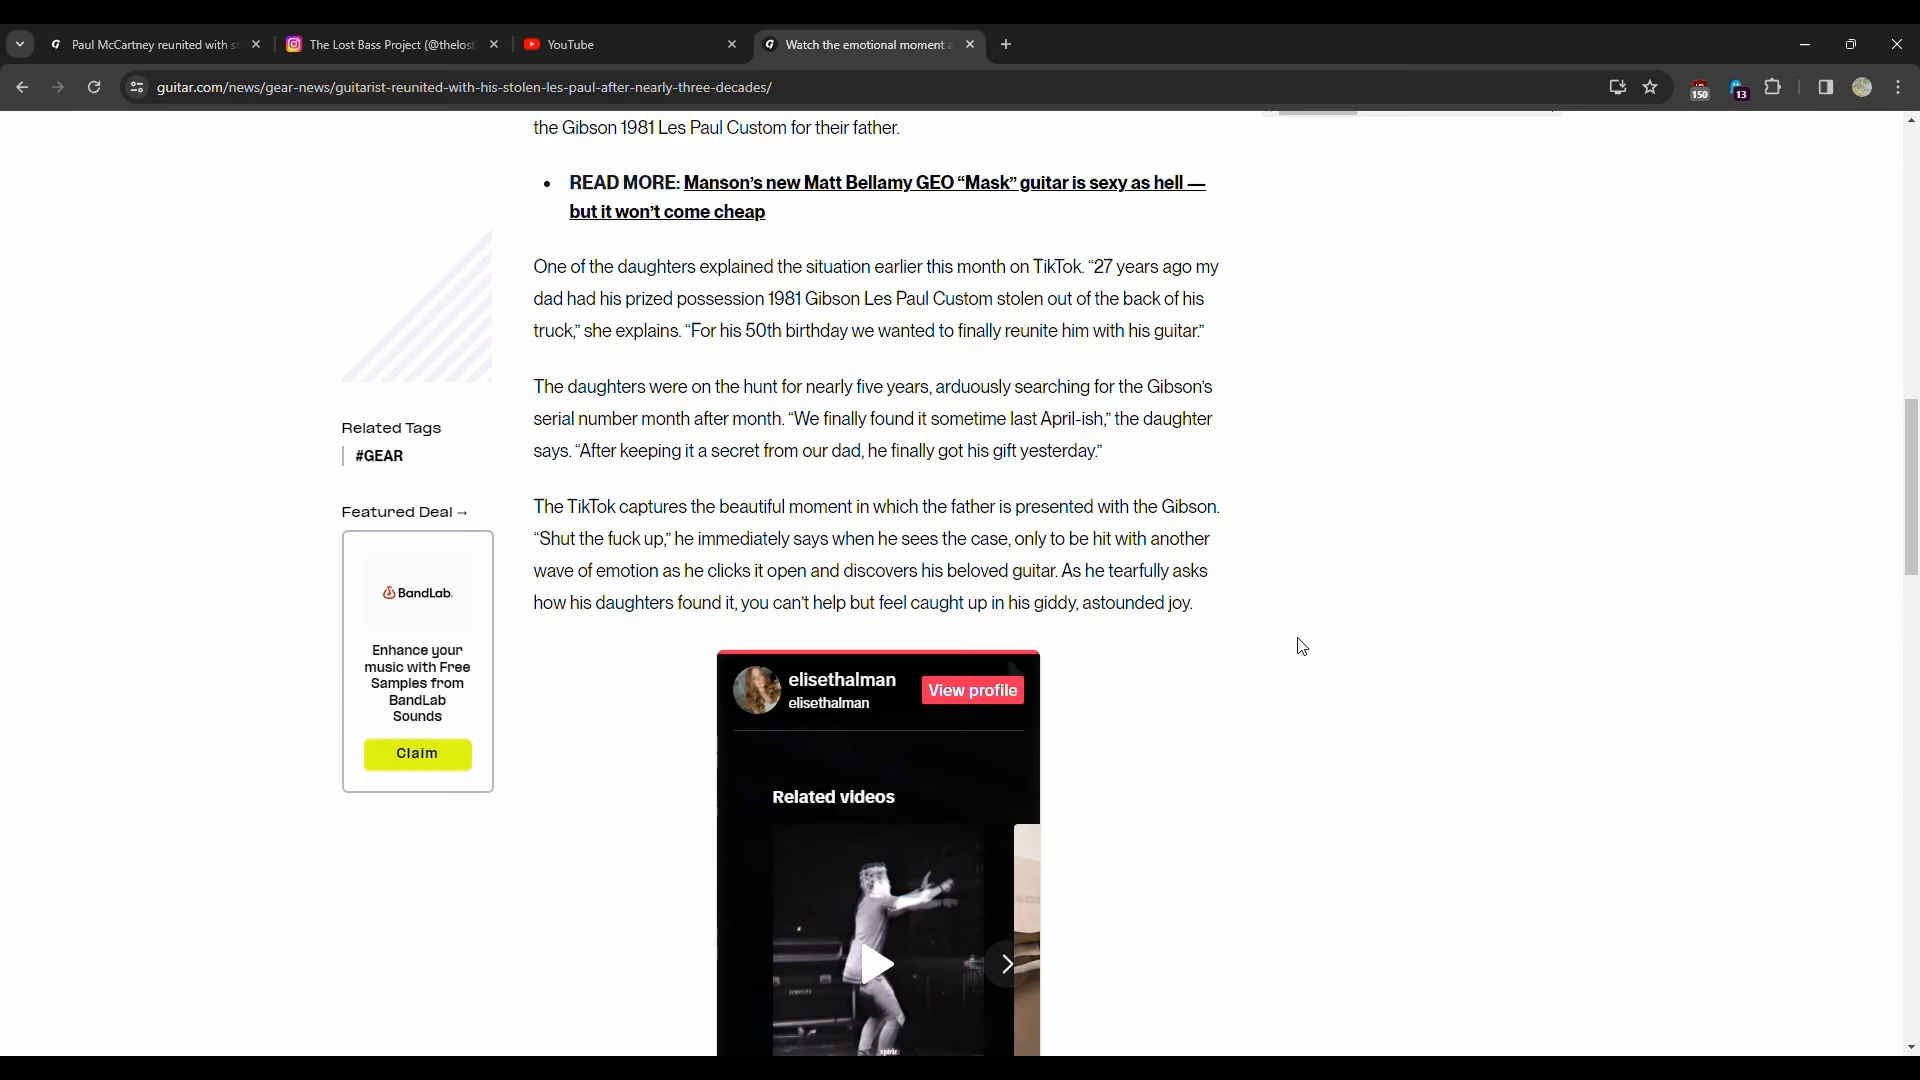 Paul McCartney reunited with s
The Lost Bass Project (@thelost
YouTube
Watch the emotional moment a
guitar.com/news/gear-news/guitarist-reunited-with-his-stolen-les-paul-after-nearly-three-decades/
150
13
the Gibson 1981 Les Paul Custom for their father.
READ MORE: Manson’s new Matt Bellamy GEO “Mask” guitar is sexy as hell —
but it won’t come cheap
One of the daughters explained the situation earlier this month on TikTok. “27 years ago my
dad had his prized possession 1981 Gibson Les Paul Custom stolen out of the back of his
truck,” she explains. “For his 50th birthday we wanted to finally reunite him with his guitar.”
The daughters were on the hunt for nearly five years, arduously searching for the Gibson’s
serial number month after month. “We finally found it sometime last April-ish,” the daughter
says. “After keeping it a secret from our dad, he finally got his gift yesterday.”
The TikTok captures the beautiful moment in which the father is presented with the Gibson.
“Shut the fuck up,” he immediately says when he sees the case, only to be hit with another
wave of emotion as he clicks it open and discovers his beloved guitar. As he tearfully asks
how his daughters found it, you can’t help but feel caught up in his giddy, astounded joy.
Related Tags
#GEAR
Featured Deal →
BandLab.
Enhance your
music with Free
Samples from
BandLab
Sounds
Claim
elisethalman
elisethalman
View profile
Related videos